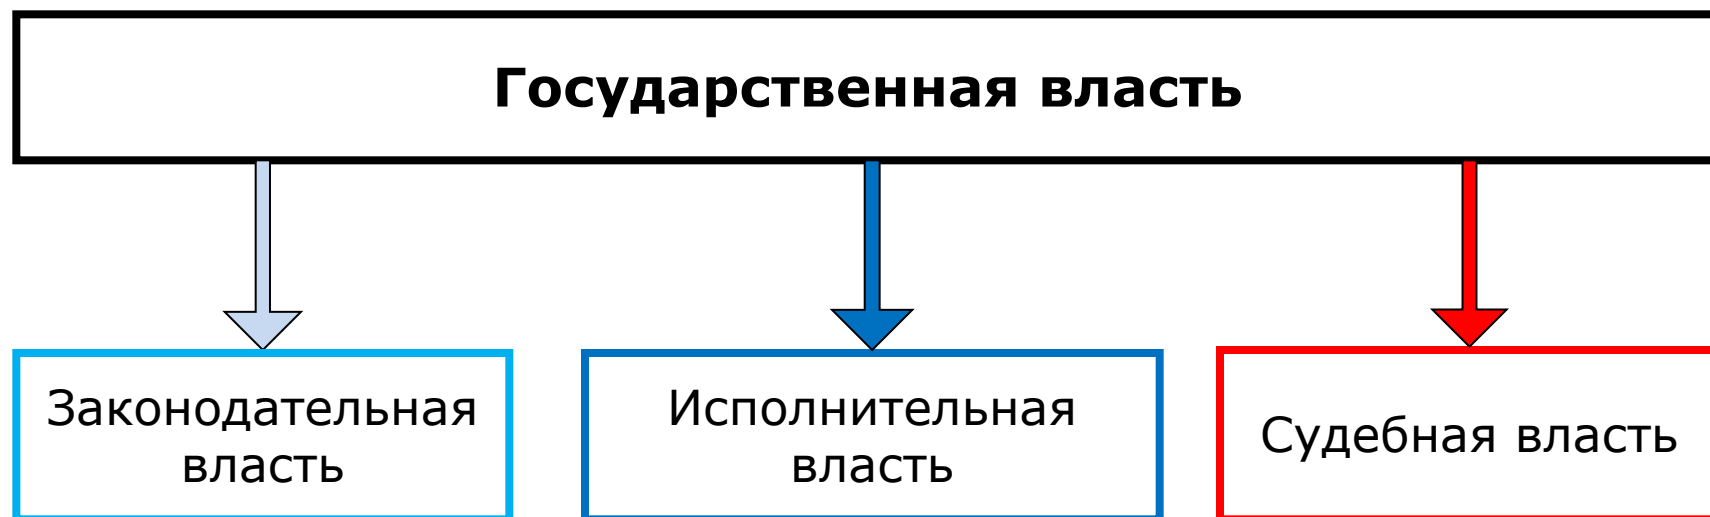 Государственная власть
Законодательная
власть
Исполнительная
власть
Судебная власть